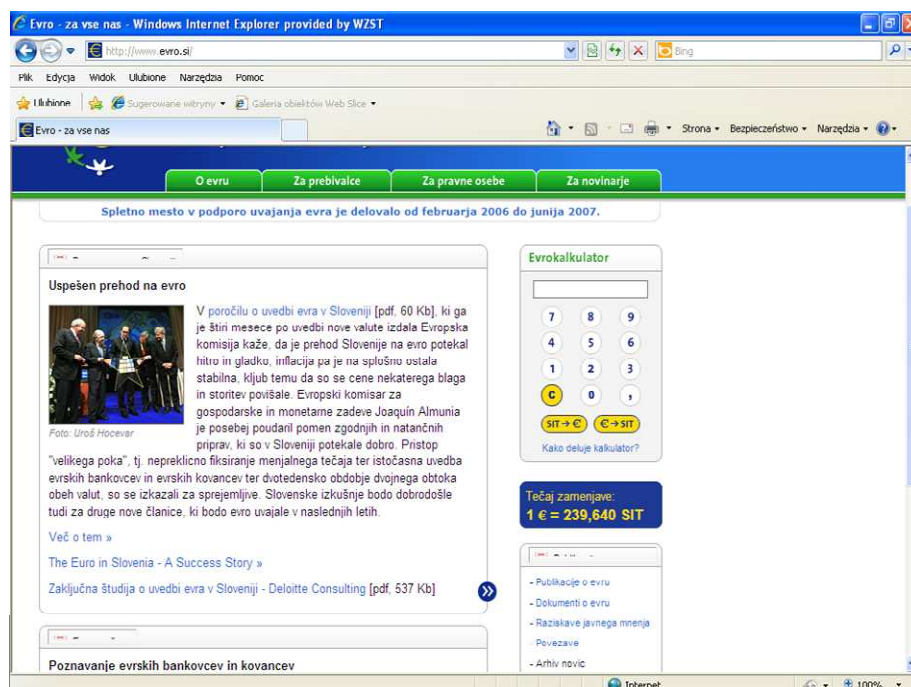 Evro - za vse nas - Windows Internet Explorer provided by WZST
http://www.evro.si/
Bing
Plik Edycja Widok Ulubione Narzędzia Pomoc
Ulubione Sugerowane witryny Galeria obiektów Web Slice
Evro - za vse nas
Strona Bezpieczeństwo Narzędzia
O evru Za prebivalce Za pravne osebe Za novinarje
Spletno mesto v podporo uvajanja evra je delovalo od februarja 2006 do junija 2007.
Uspešen prehod na evro
V poročilu o uvedbi evra v Sloveniji [pdf, 60 Kb], ki ga
je štiri mesece po uvedbi nove valute izdala Evropska
komisija kaže, da je prehod Slovenije na evro potekal
hitro in gladko, inflacija pa je na splošno ostala
stabilna, kljub temu da so se cene nekaterega blaga
in storitev povišale. Evropski komisar za
gospodarske in monetarne zadeve Joaquín Almunia
je posebej poudaril pomen zgodnjih in natančnih
priprav, ki so v Sloveniji potekale dobro. Pristop
"velikega poka", tj. nepreklicno fiksiranje menjalnega tečaja ter istočasna uvedba
evrskih bankovcev in evrskih kovancev ter dvotedensko obdobje dvojnega obtoka
obeh valut, so se izkazali za sprejemljive. Slovenske izkušnje bodo dobrodošle
tudi za druge nove članice, ki bodo evro uvajale v naslednjih letih.
Foto: Uroš Hocevar
Več o tem »
The Euro in Slovenia - A Success Story »
Zaključna študija o uvedbi evra v Sloveniji - Deloitte Consulting [pdf, 537 Kb]
Poznavanje evrskih bankovcev in kovancev
Evrokalkulator
7 8 9
4 5 6
1 2 3
C 0 ,
SIT→€ €→SIT
Kako deluje kalkulator?
Tečaj zamenjave:
1 € = 239,640 SIT
- Publikacije o evru
- Dokumenti o evru
- Raziskave javnega mnenja
- Povezave
- Arhiv novic
Internet 100%